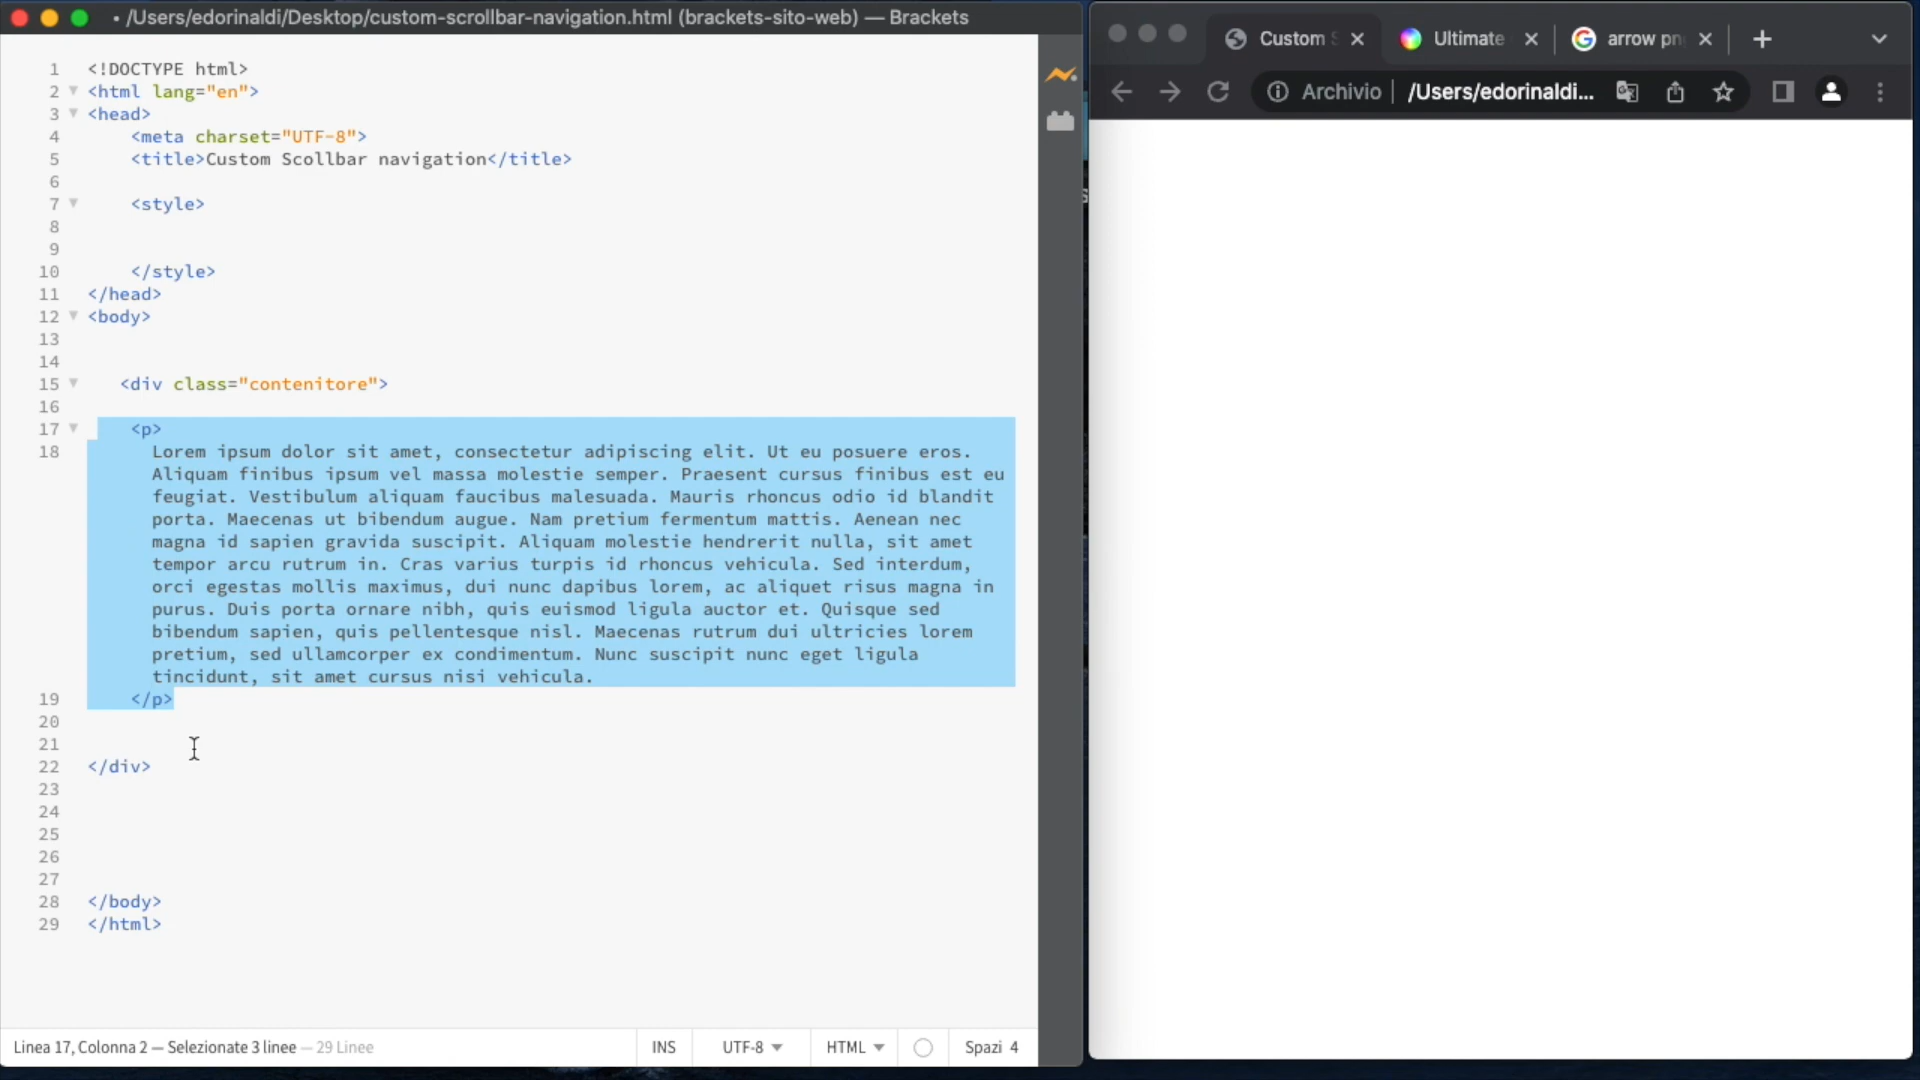 • /Users/edorinaldi/Desktop/custom-scrollbar-navigation.html (brackets-sito-web) — Brackets
1 <!DOCTYPE html>
2 <html lang="en">
3 <head>
4 <meta charset="UTF-8">
5 <title>Custom Scollbar navigation</title>
6
7 <style>
8
9
10 </style>
11 </head>
12 <body>
13
14
15 <div class="contenitore">
16
17 <p>
18 Lorem ipsum dolor sit amet, consectetur adipiscing elit. Ut eu posuere eros.
Aliquam finibus ipsum vel massa molestie semper. Praesent cursus finibus est eu
feugiat. Vestibulum aliquam faucibus malesuada. Mauris rhoncus odio id blandit
porta. Maecenas ut bibendum augue. Nam pretium fermentum mattis. Aenean nec
magna id sapien gravida suscipit. Aliquam molestie hendrerit nulla, sit amet
tempor arcu rutrum in. Cras varius turpis id rhoncus vehicula. Sed interdum,
orci egestas mollis maximus, dui nunc dapibus lorem, ac aliquet risus magna in
purus. Duis porta ornare nibh, quis euismod ligula auctor et. Quisque sed
bibendum sapien, quis pellentesque nisl. Maecenas rutrum dui ultricies lorem
pretium, sed ullamcorper ex condimentum. Nunc suscipit nunc eget ligula
tincidunt, sit amet cursus nisi vehicula.
19 </p>
20
21
22 </div>
23
24
25
26
27
28 </body>
29 </html>
Linea 17, Colonna 2 — Selezionate 3 linee — 29 Linee
INS
UTF-8
HTML
Spazi 4
Custom
Ultimate
arrow pn
Archivio
/Users/edorinaldi...